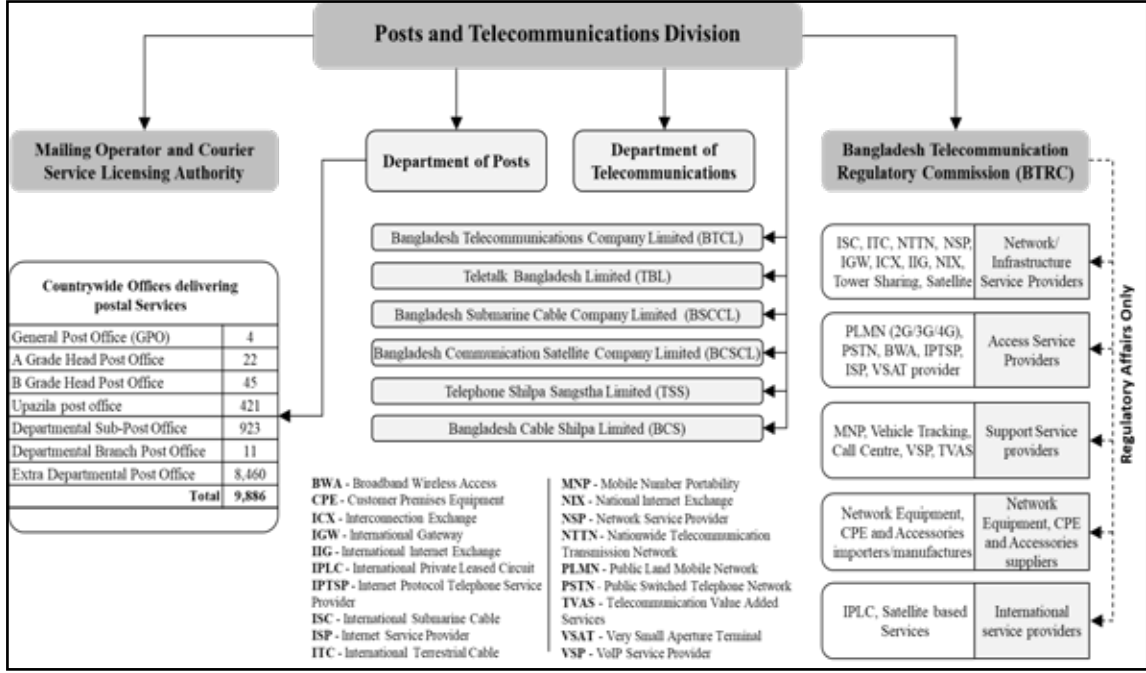 Posts and Telecommunications Division
Mailing Operator and Courier
Service Licensing Authority
Department of Posts
Department of
Telecommunications
Bangladesh Telecommunication
Regulatory Commission (BTRC)
Countrywide Offices delivering
postal Services
General Post Office (GPO) 4
A Grade Head Post Office 22
B Grade Head Post Office 45
Upazila post office 421
Departmental Sub-Post Office 923
Departmental Branch Post Office 11
Extra Departmental Post Office 8,460
Total 9,886
Bangladesh Telecommunications Company Limited (BTCL)
Teletalk Bangladesh Limited (TBL)
Bangladesh Submarine Cable Company Limited (BSCCL)
Bangladesh Communication Satellite Company Limited (BCSCL)
Telephone Shilpa Sangstha Limited (TSS)
Bangladesh Cable Shilpa Limited (BCS)
BWA - Broadband Wireless Access
CPE - Customer Premises Equipment
ICX - Interconnection Exchange
IGW - International Gateway
IIG - International Internet Exchange
IPLC - International Private Leased Circuit
IPTSP - Internet Protocol Telephone Service
Provider
ISC - International Submarine Cable
ISP - Internet Service Provider
ITC - International Terrestrial Cable
MNP - Mobile Number Portability
NIX - National Internet Exchange
NSP - Network Service Provider
NTTN - Nationwide Telecommunication
Transmission Network
PLMN - Public Land Mobile Network
PSTN - Public Switched Telephone Network
TVAS - Telecommunication Value Added
Services
VSAT - Very Small Aperture Terminal
VSP - VoIP Service Provider
ISC, ITC, NTTN, NSP,
IGW, ICX, IIG, NIX,
Tower Sharing, Satellite
Network/
Infrastructure
Service Providers
PLMN (2G/3G/4G),
PSTN, BWA, IPTSP,
ISP, VSAT provider
Access Service
Providers
MNP, Vehicle Tracking,
Call Centre, VSP, TVAS
Support Service
providers
Network Equipment,
CPE and Accessories
importers/manufactures
Network
Equipment, CPE
and Accessories
suppliers
IPLC, Satellite based
Services
International
service providers
Regulatory Affairs Only